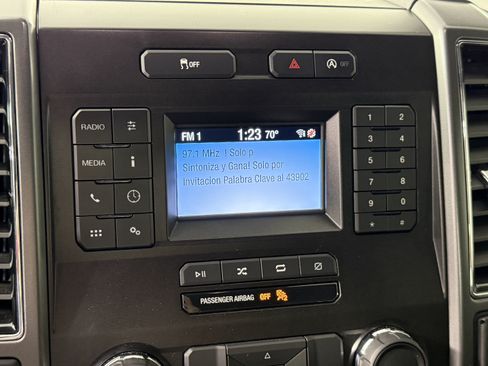 OFF
OFF
FM 1 1:23 70°
RADIO
MEDIA
97.1 MHz. ! Solo p
Sintoniza y Gana! Solo por
Invitacion Palabra Clave al 43902
1 2
3 4
5 6
7 8
9 0
* #
PASSENGER AIRBAG OFF